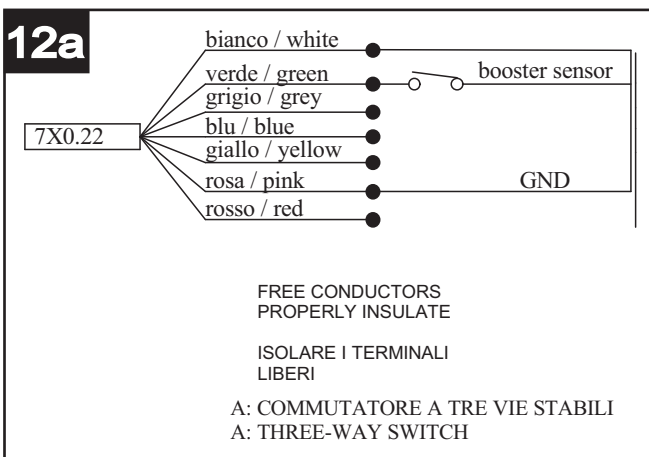 12a
bianco / white
verde / green
booster sensor
grigio / grey
blu / blue
7X0.22
giallo / yellow
rosa / pink
GND
rosso / red
FREE CONDUCTORS
PROPERLY INSULATE
ISOLARE I TERMINALI
LIBERI
A: COMMUTATORE A TRE VIE STABILI
A: THREE-WAY SWITCH